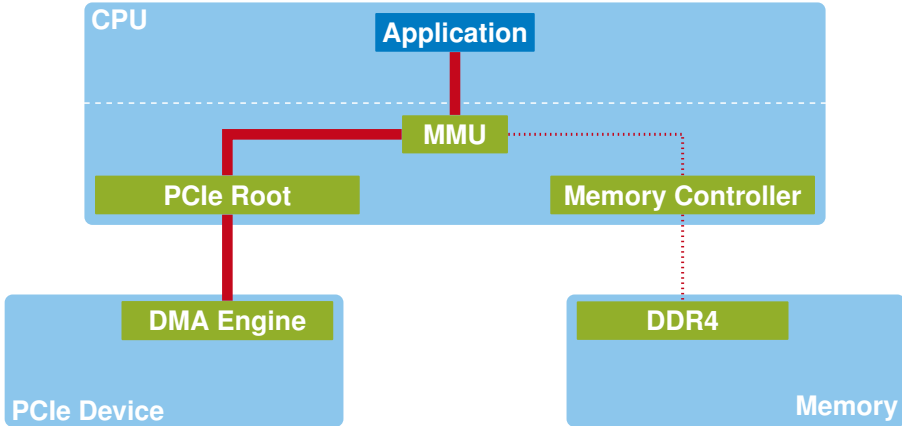 CPU
Application
MMU
PCIe Root
Memory Controller
DMA Engine
DDR4
PCIe Device
Memory